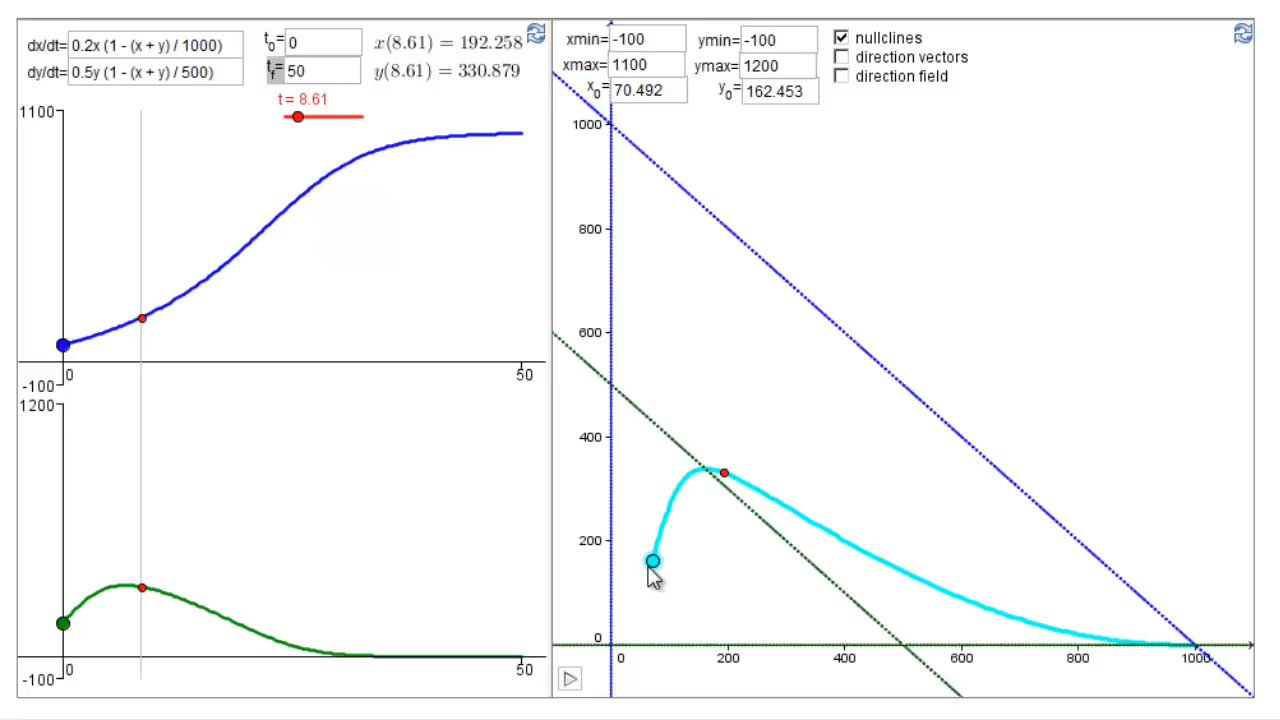 dx/dt= 0.2x (1 - (x + y) / 1000)
dy/dt= 0.5y (1 - (x + y) / 500)
t0= 0
tf= 50
x(8.61) = 192.258
y(8.61) = 330.879
t = 8.61
1100
-100
0
50
1200
-100
0
50
xmin= -100
xmax= 1100
x0= 70.492
ymin= -100
ymax= 1200
y0= 162.453
nullclines
direction vectors
direction field
1000
800
600
400
200
0
0 200 400 600 800 1000